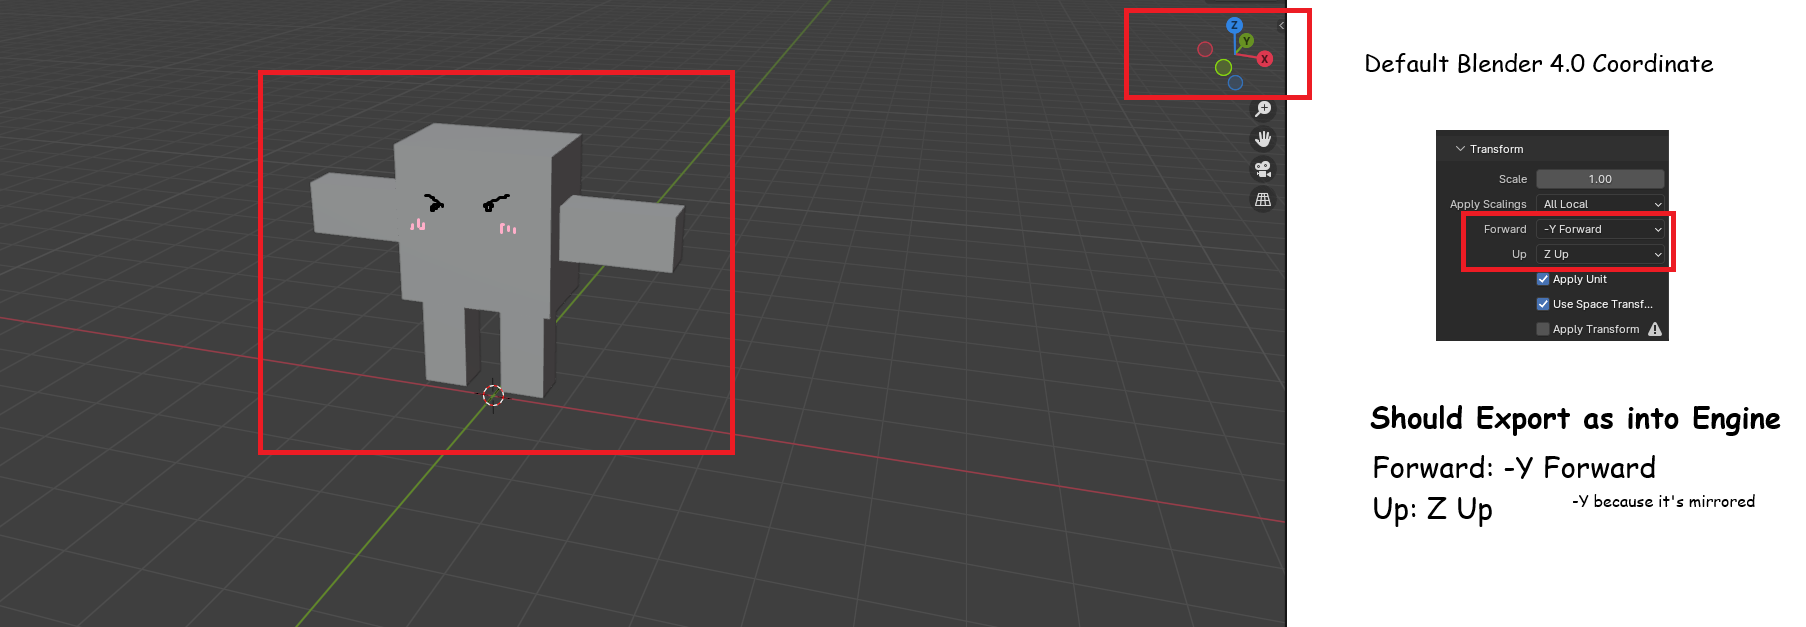 Z
Y
X
Default Blender 4.0 Coordinate
Transform
Scale 1.00
Apply Scalings All Local
Forward -Y Forward
Up Z Up
Apply Unit
Use Space Transf...
Apply Transform
Should Export as into Engine
Forward: -Y Forward
Up: Z Up
-Y because it's mirrored